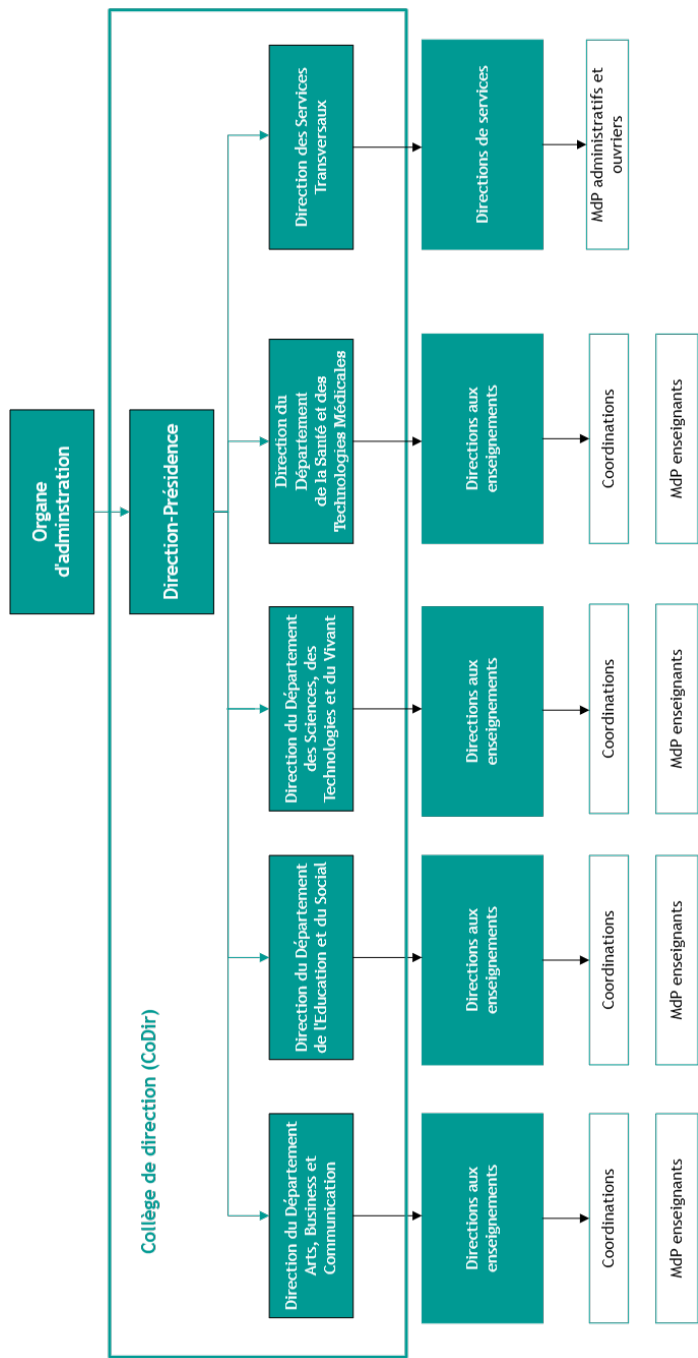 Organe
d'adminstration
Collège de direction (CoDir)
Direction-Présidence
Direction du Département
Arts, Business et
Communication
Direction du Département
de l'Education et du Social
Direction du Département
des Sciences, des
Technologies et du Vivant
Direction du
Département
de la Santé et des
Technologies Médicales
Direction des Services
Transversaux
Directions aux
enseignements
Directions aux
enseignements
Directions aux
enseignements
Directions aux
enseignements
Directions de services
Coordinations
Coordinations
Coordinations
Coordinations
MdP administratifs et
ouvriers
MdP enseignants
MdP enseignants
MdP enseignants
MdP enseignants